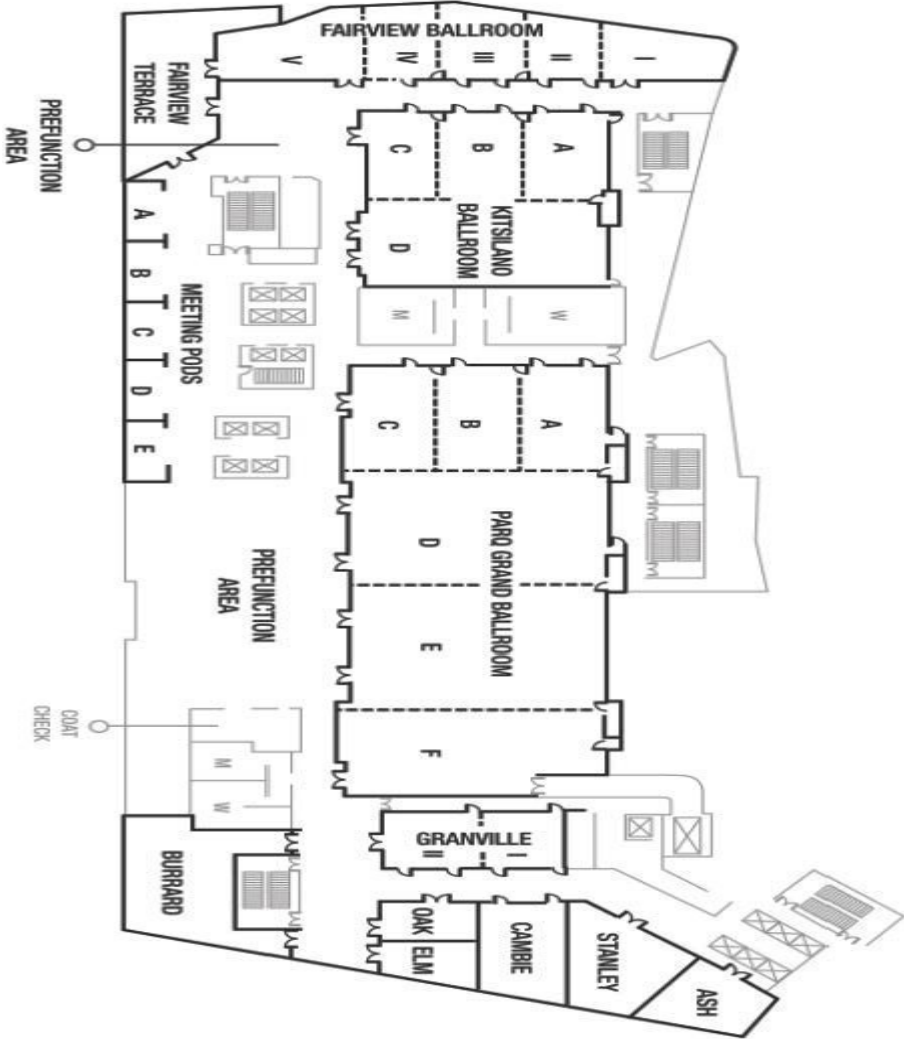 FAIRVIEW BALLROOM
V
IV
III
II
I
FAIRVIEW
TERRACE
PREFUNCTION
AREA
A
B
C
KITSILANO
BALLROOM
D
M
W
MEETING PODS
A
B
C
D
E
A
B
C
PARQ GRAND BALLROOM
D
E
F
PREFUNCTION
AREA
COAT
CHECK
M
W
BURRARD
GRANVILLE
II
I
OAK
ELM
CAMBIE
STANLEY
ASH